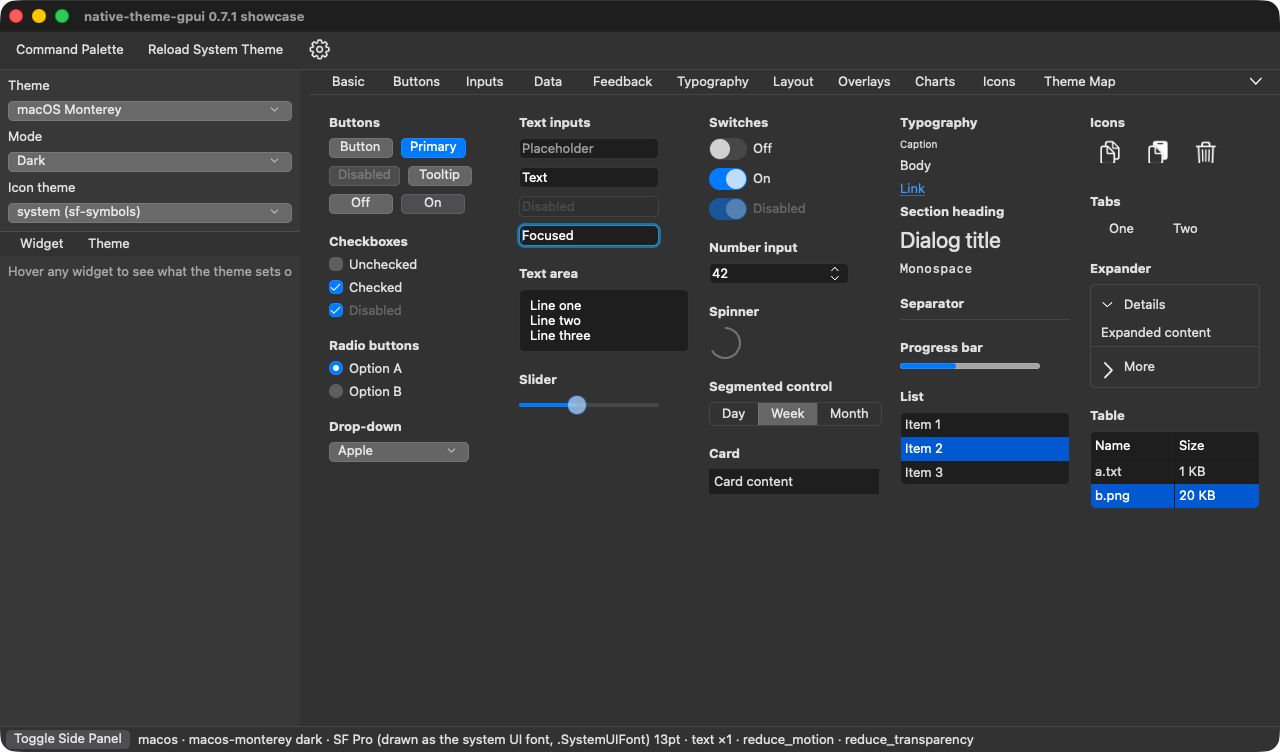 native-theme-gpui 0.7.1 showcase
Command Palette
Reload System Theme
Theme
macOS Monterey
Mode
Dark
Icon theme
system (sf-symbols)
Widget
Theme
Hover any widget to see what the theme sets o
Basic
Buttons
Inputs
Data
Feedback
Typography
Layout
Overlays
Charts
Icons
Theme Map
Buttons
Button
Primary
Disabled
Tooltip
Off
On
Checkboxes
Unchecked
Checked
Disabled
Radio buttons
Option A
Option B
Drop-down
Apple
Text inputs
Placeholder
Text
Disabled
Focused
Text area
Line one
Line two
Line three
Slider
Switches
Off
On
Disabled
Number input
42
Spinner
Segmented control
Day
Week
Month
Card
Card content
Typography
Caption
Body
Link
Section heading
Dialog title
Monospace
Separator
Progress bar
List
Item 1
Item 2
Item 3
Icons
Tabs
One
Two
Expander
Details
Expanded content
More
Table
Name
Size
a.txt
1 KB
b.png
20 KB
Toggle Side Panel
macos · macos-monterey dark · SF Pro (drawn as the system UI font, .SystemUIFont) 13pt · text ×1 · reduce_motion · reduce_transparency